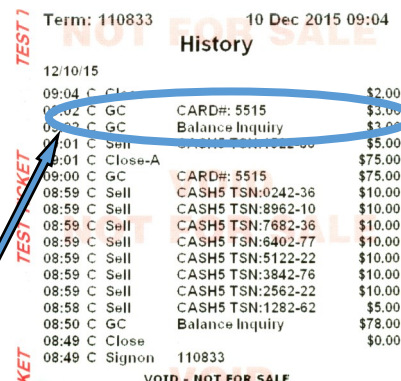 Term: 110833 10 Dec 2015 09:04
History
12/10/15
09:04 C Close $2.00
09:02 C GC CARD#: 5515 $3.00
C GC Balance Inquiry
09:01 C Sell $5.00
09:01 C Close-A $75.00
09:00 C GC CARD#: 5515 $75.00
08:59 C Sell CASH5 TSN:0242-36 $10.00
08:59 C Sell CASH5 TSN:8962-10 $10.00
08:59 C Sell CASH5 TSN:7682-36 $10.00
08:59 C Sell CASH5 TSN:6402-77 $10.00
08:59 C Sell CASH5 TSN:5122-22 $10.00
08:59 C Sell CASH5 TSN:3842-76 $10.00
08:59 C Sell CASH5 TSN:2562-22 $10.00
08:58 C Sell CASH5 TSN:1282-62 $5.00
08:50 C GC Balance Inquiry $78.00
08:49 C Close $0.00
08:49 C Signon 110833
VOID - NOT FOR SALE
NOT FOR SALE
TEST TICKET